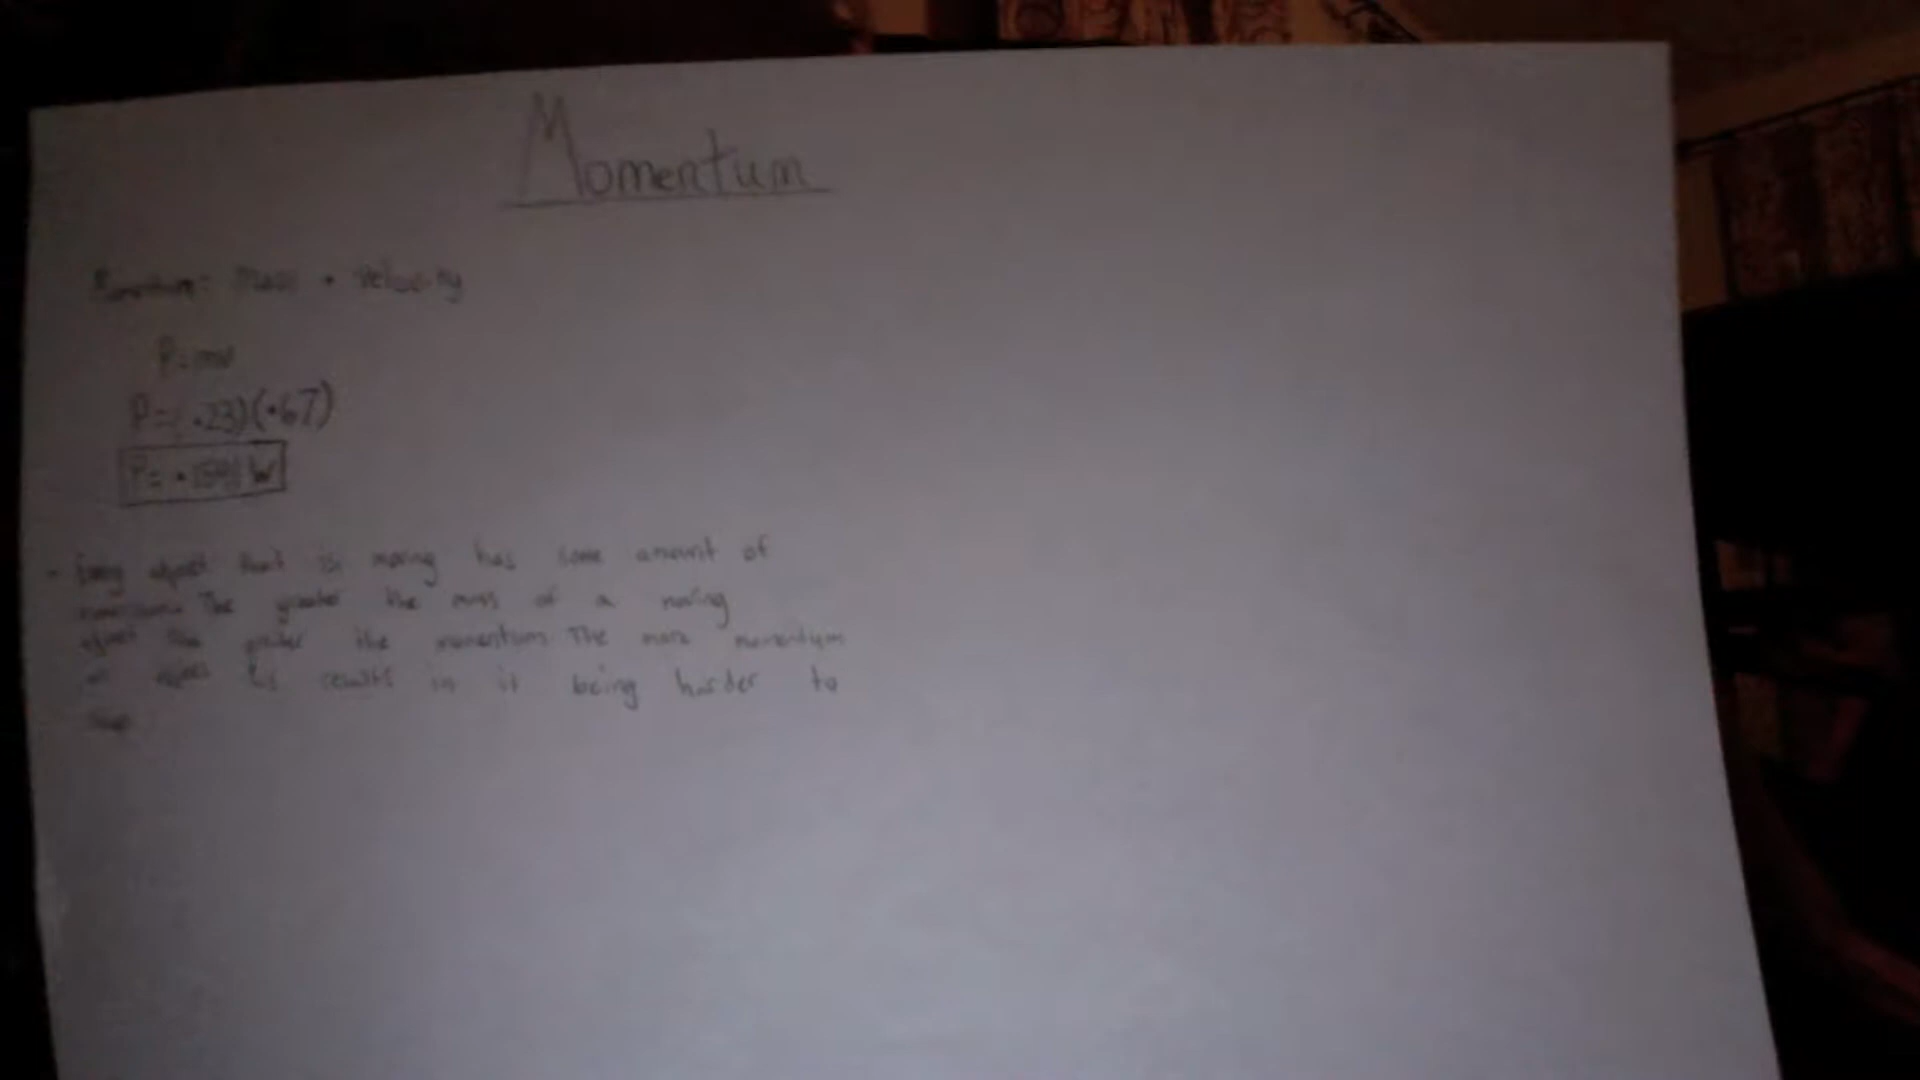 Momentum
Momentum= Mass • Velocity
P=mv
P=(.23)(.67)
P= .1541 W
- Every object that is moving has some amount of
momentum. The greater the mass of a moving
object the greater the momentum. The more momentum
an object has results in it being harder to
stop